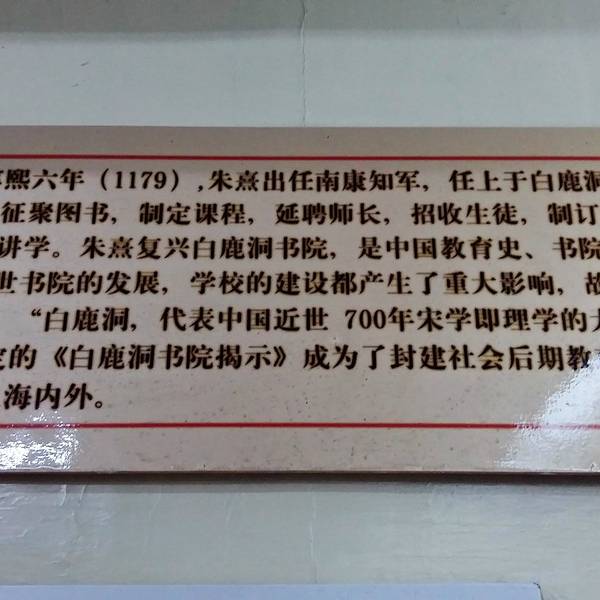 熙六年（1179）,朱熹出任南康知军，任上于白鹿洞
征聚图书，制定课程，延聘师长，招收生徒，制订
讲学。朱熹复兴白鹿洞书院，是中国教育史、书院
世书院的发展，学校的建设都产生了重大影响，故
“白鹿洞，代表中国近世 700年宋学即理学的大
定的《白鹿洞书院揭示》成为了封建社会后期教育
海内外。